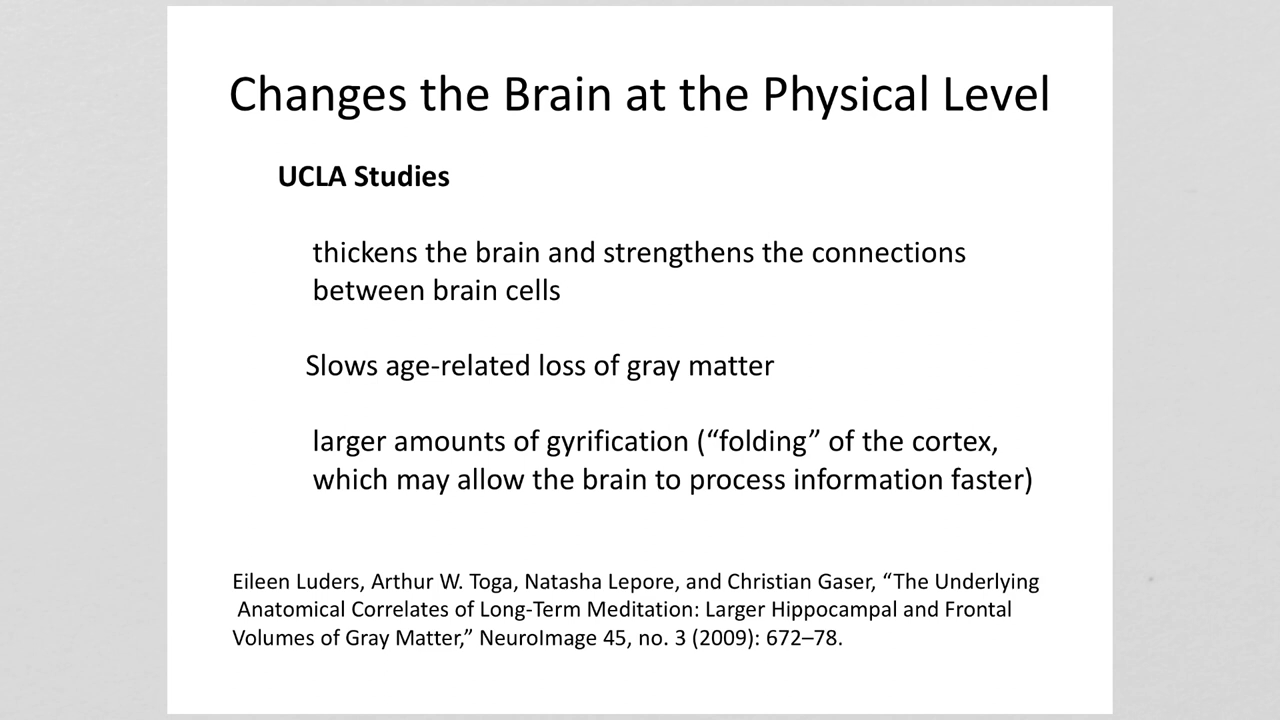 Changes the Brain at the Physical Level
UCLA Studies
thickens the brain and strengthens the connections
between brain cells
Slows age-related loss of gray matter
larger amounts of gyrification (“folding” of the cortex,
which may allow the brain to process information faster)
Eileen Luders, Arthur W. Toga, Natasha Lepore, and Christian Gaser, “The Underlying
Anatomical Correlates of Long-Term Meditation: Larger Hippocampal and Frontal
Volumes of Gray Matter,” NeuroImage 45, no. 3 (2009): 672–78.